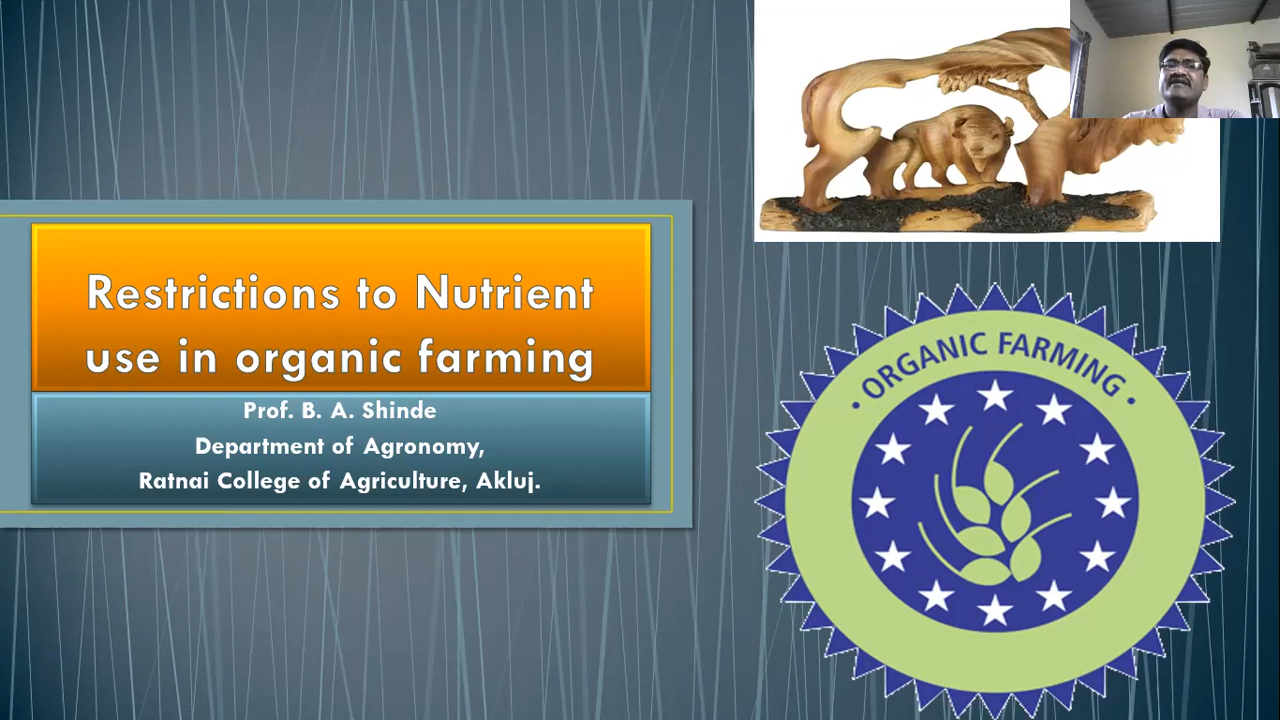 Restrictions to Nutrient
use in organic farming
Prof. B. A. Shinde
Department of Agronomy,
Ratnai College of Agriculture, Akluj.
• ORGANIC FARMING •